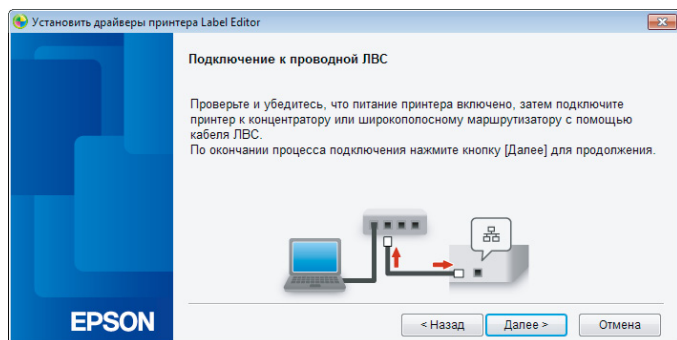 Установить драйверы принтера Label Editor
Подключение к проводной ЛВС
Проверьте и убедитесь, что питание принтера включено, затем подключите
принтер к концентратору или широкополосному маршрутизатору с помощью
кабеля ЛВС.
По окончании процесса подключения нажмите кнопку [Далее] для продолжения.
EPSON
< Назад
Далее >
Отмена